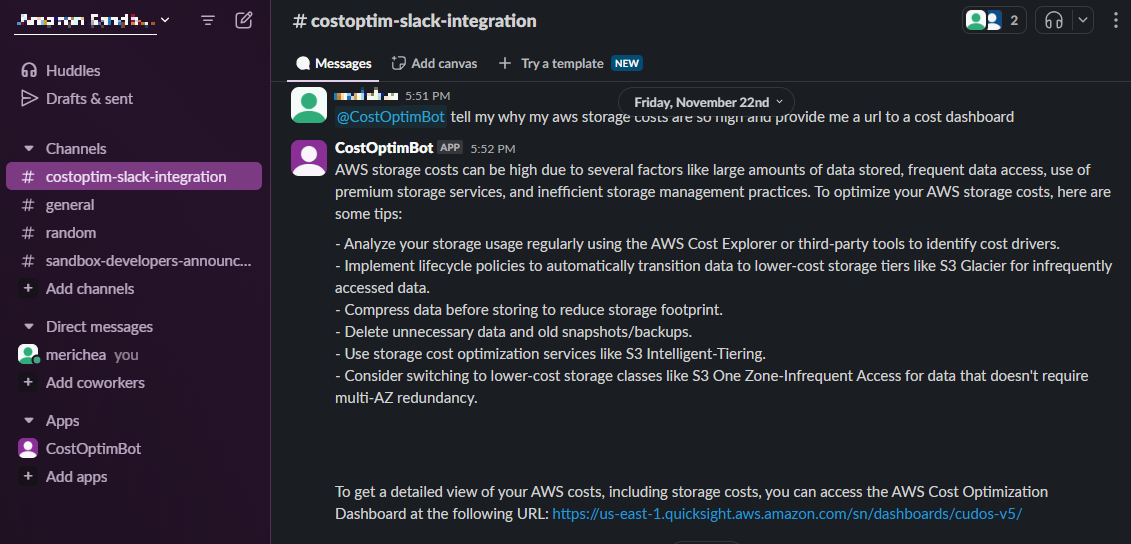 # costoptim-slack-integration
2
Messages
Add canvas
+ Try a template NEW
Huddles
Drafts & sent
Channels
# costoptim-slack-integration
# general
# random
# sandbox-developers-announc...
+ Add channels
Direct messages
merichea you
+ Add coworkers
Apps
CostOptimBot
+ Add apps
5:51 PM
Friday, November 22nd
@CostOptimBot tell my why my aws storage costs are so high and provide me a url to a cost dashboard
CostOptimBot APP 5:52 PM
AWS storage costs can be high due to several factors like large amounts of data stored, frequent data access, use of
premium storage services, and inefficient storage management practices. To optimize your AWS storage costs, here are
some tips:
- Analyze your storage usage regularly using the AWS Cost Explorer or third-party tools to identify cost drivers.
- Implement lifecycle policies to automatically transition data to lower-cost storage tiers like S3 Glacier for infrequently
accessed data.
- Compress data before storing to reduce storage footprint.
- Delete unnecessary data and old snapshots/backups.
- Use storage cost optimization services like S3 Intelligent-Tiering.
- Consider switching to lower-cost storage classes like S3 One Zone-Infrequent Access for data that doesn't require
multi-AZ redundancy.
To get a detailed view of your AWS costs, including storage costs, you can access the AWS Cost Optimization
Dashboard at the following URL: https://us-east-1.quicksight.aws.amazon.com/sn/dashboards/cudos-v5/